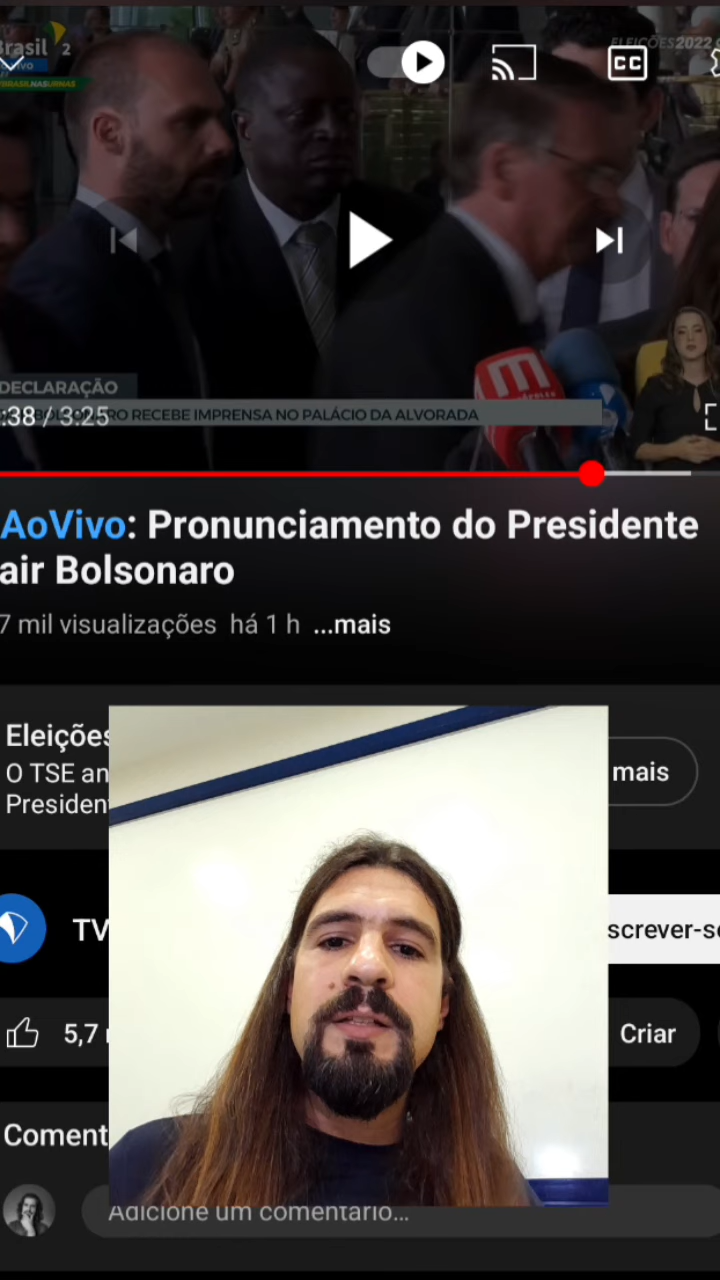 Brasil 2
ELEIÇÕES2022
CC
DECLARAÇÃO
:38 / 3:25
RECEBE IMPRENSA NO PALÁCIO DA ALVORADA
AoVivo: Pronunciamento do Presidente
air Bolsonaro
7 mil visualizações há 1 h ...mais
Eleições
O TSE an
mais
Presiden
TV
screver-se
5,7
Criar
Coment
Adicione um comentário...